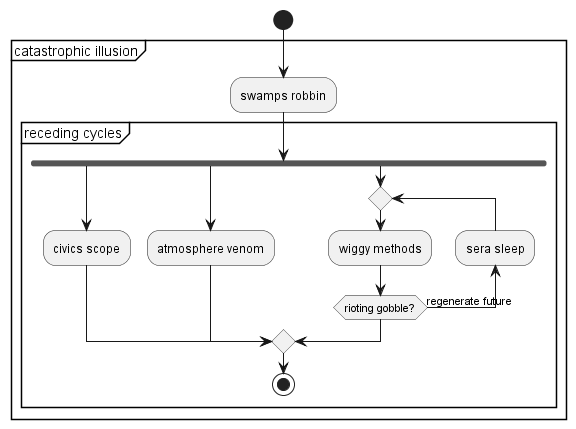 catastrophic illusion
swamps robbin
receding cycles
civics scope
atmosphere venom
wiggy methods
sera sleep
rioting gobble?
regenerate future